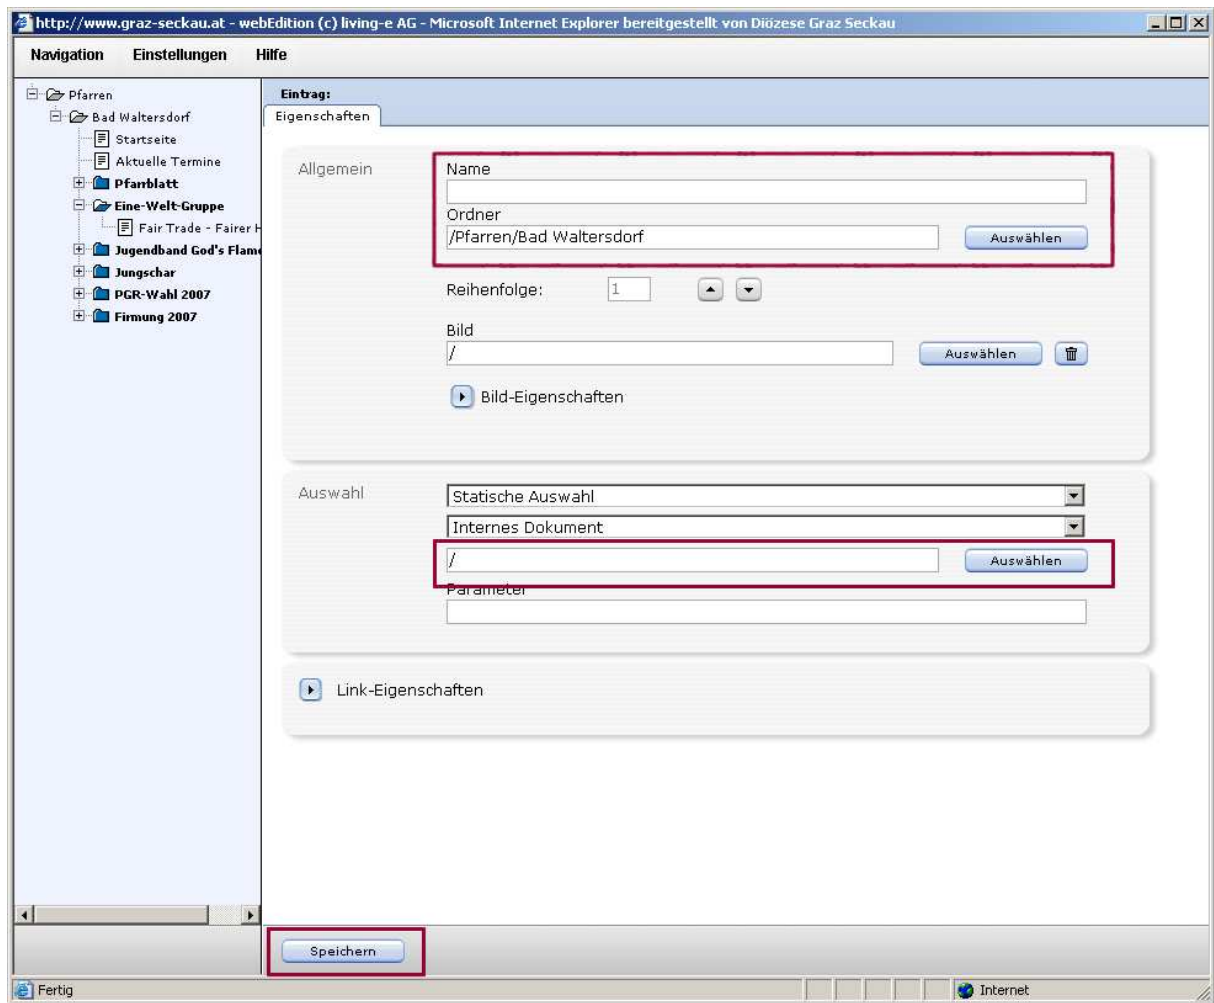 http://www.graz-seckau.at - webEdition (c) living-e AG - Microsoft Internet Explorer bereitgestellt von Diözese Graz Seckau
Navigation Einstellungen Hilfe
Pfarren
Bad Waltersdorf
Startseite
Aktuelle Termine
Pfarrblatt
Eine-Welt-Gruppe
Fair Trade - Fairer H
Jugendband God's Flame
Jungschar
PGR-Wahl 2007
Firmung 2007
Eintrag:
Eigenschaften
Allgemein
Name
Ordner
/Pfarren/Bad Waltersdorf Auswählen
Reihenfolge: 1
Bild
/ Auswählen
Bild-Eigenschaften
Auswahl
Statische Auswahl
Internes Dokument
/ Auswählen
Parameter
Link-Eigenschaften
Speichern
Fertig Internet